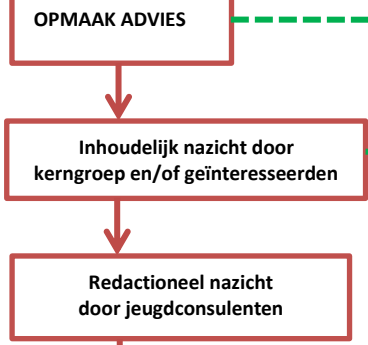 OPMAAK ADVIES
Inhoudelijk nazicht door
kerngroep en/of geïnteresseerden
Redactioneel nazicht
door jeugdconsulenten